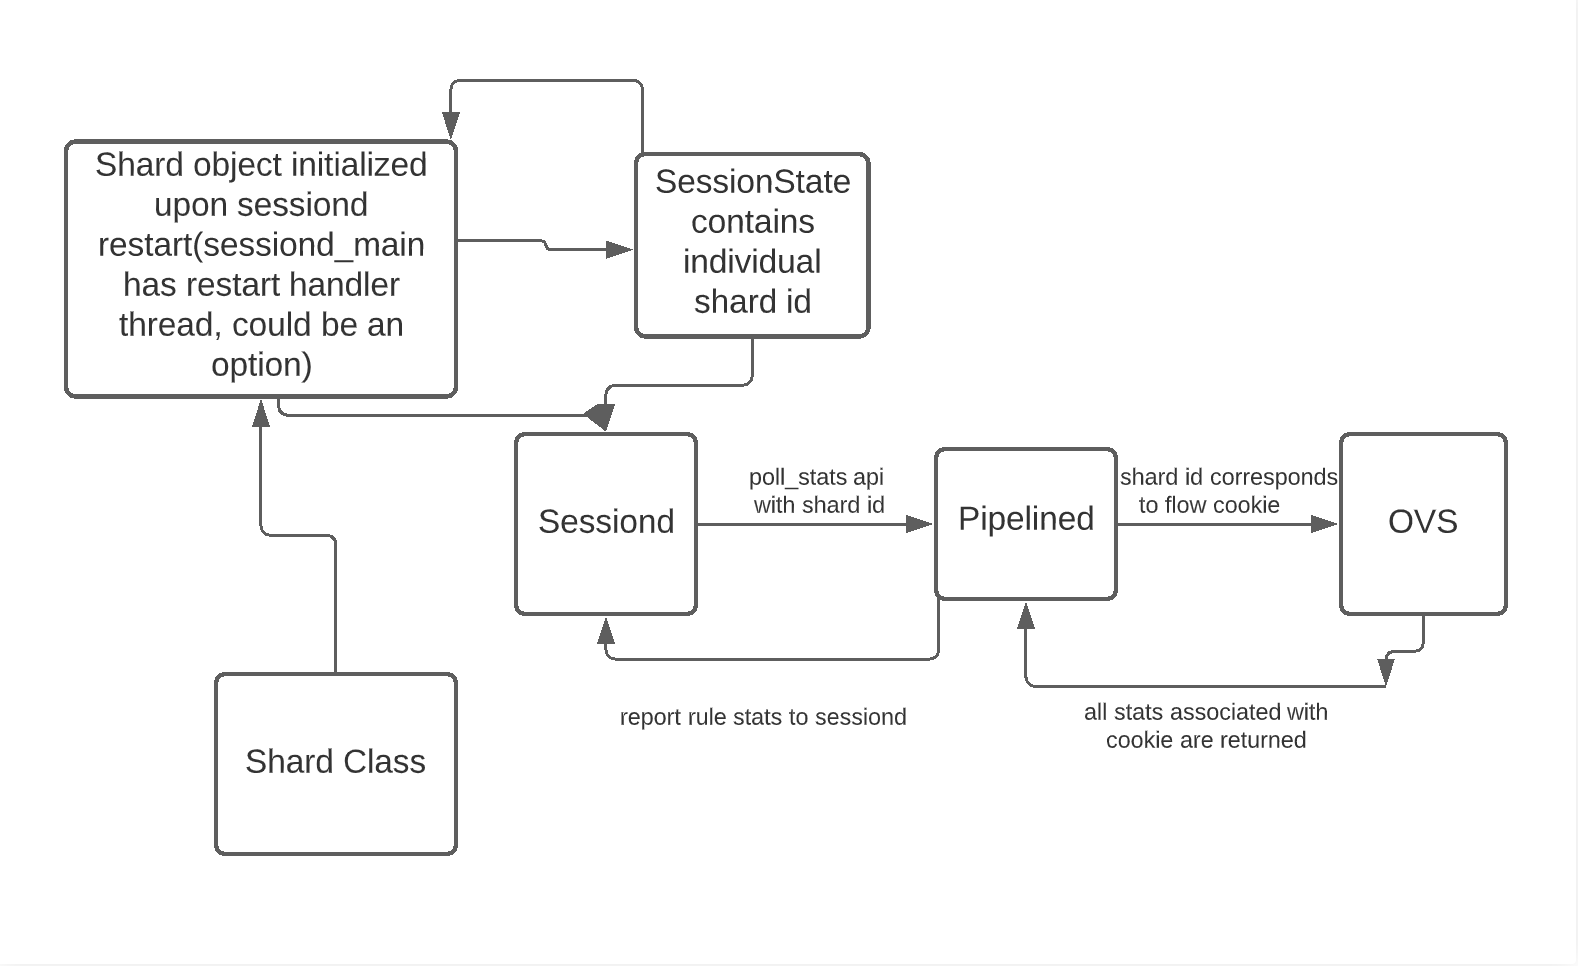 Shard object initialized
upon sessiond
restart(sessiond_main
has restart handler
thread, could be an
option)
SessionState
contains
individual
shard id
Sessiond
poll_stats api
with shard id
Pipelined
shard id corresponds
to flow cookie
OVS
report rule stats to sessiond
all stats associated with
cookie are returned
Shard Class